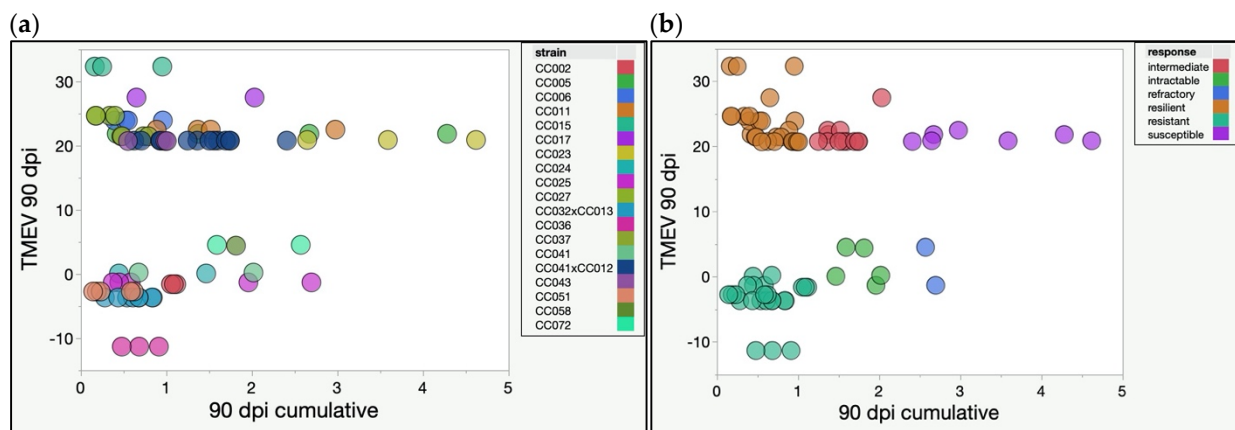 (a)
TMEV 90 dpi
30
20
10
0
-10
0 1 2 3 4 5
90 dpi cumulative
strain
CC002
CC005
CC006
CC011
CC015
CC017
CC023
CC024
CC025
CC027
CC032xCC013
CC036
CC037
CC041
CC041xCC012
CC043
CC051
CC058
CC072
(b)
TMEV 90 dpi
30
20
10
0
-10
0 1 2 3 4 5
90 dpi cumulative
response
intermediate
intractable
refractory
resilient
resistant
susceptible